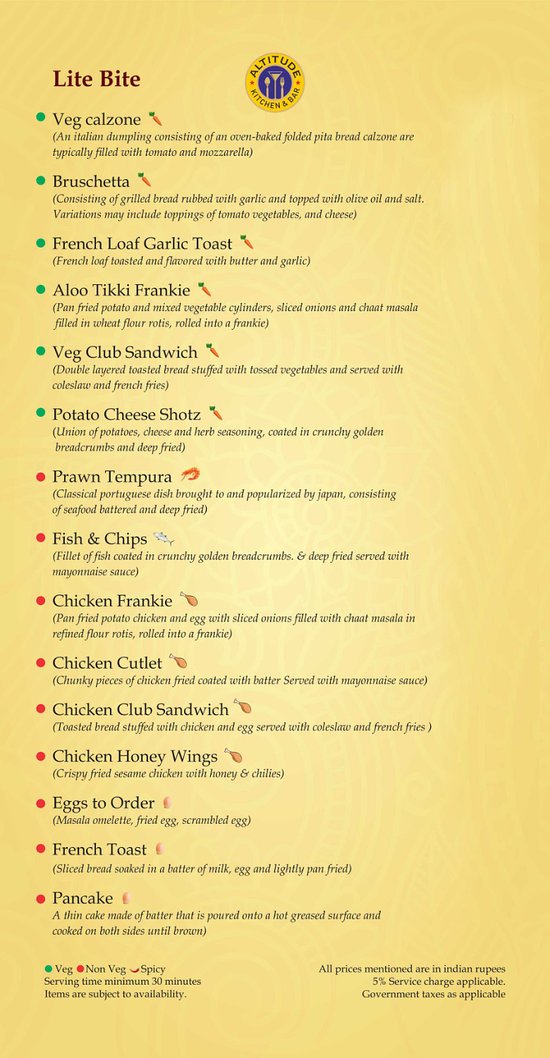 Lite Bite
ALTITUDE
KITCHEN & BAR
Veg calzone
(An italian dumpling consisting of an oven-baked folded pita bread calzone are
typically filled with tomato and mozzarella)
Bruschetta
(Consisting of grilled bread rubbed with garlic and topped with olive oil and salt.
Variations may include toppings of tomato vegetables, and cheese)
French Loaf Garlic Toast
(French loaf toasted and flavored with butter and garlic)
Aloo Tikki Frankie
(Pan fried potato and mixed vegetable cylinders, sliced onions and chaat masala
filled in wheat flour rotis, rolled into a frankie)
Veg Club Sandwich
(Double layered toasted bread stuffed with tossed vegetables and served with
coleslaw and french fries)
Potato Cheese Shotz
(Union of potatoes, cheese and herb seasoning, coated in crunchy golden
breadcrumbs and deep fried)
Prawn Tempura
(Classical portuguese dish brought to and popularized by japan, consisting
of seafood battered and deep fried)
Fish & Chips
(Fillet of fish coated in crunchy golden breadcrumbs. & deep fried served with
mayonnaise sauce)
Chicken Frankie
(Pan fried potato chicken and egg with sliced onions filled with chaat masala in
refined flour rotis, rolled into a frankie)
Chicken Cutlet
(Chunky pieces of chicken fried coated with batter Served with mayonnaise sauce)
Chicken Club Sandwich
(Toasted bread stuffed with chicken and egg served with coleslaw and french fries )
Chicken Honey Wings
(Crispy fried sesame chicken with honey & chilies)
Eggs to Order
(Masala omelette, fried egg, scrambled egg)
French Toast
(Sliced bread soaked in a batter of milk, egg and lightly pan fried)
Pancake
A thin cake made of batter that is poured onto a hot greased surface and
cooked on both sides until brown)
Veg Non Veg Spicy
Serving time minimum 30 minutes
Items are subject to availability.
All prices mentioned are in indian rupees
5% Service charge applicable.
Government taxes as applicable